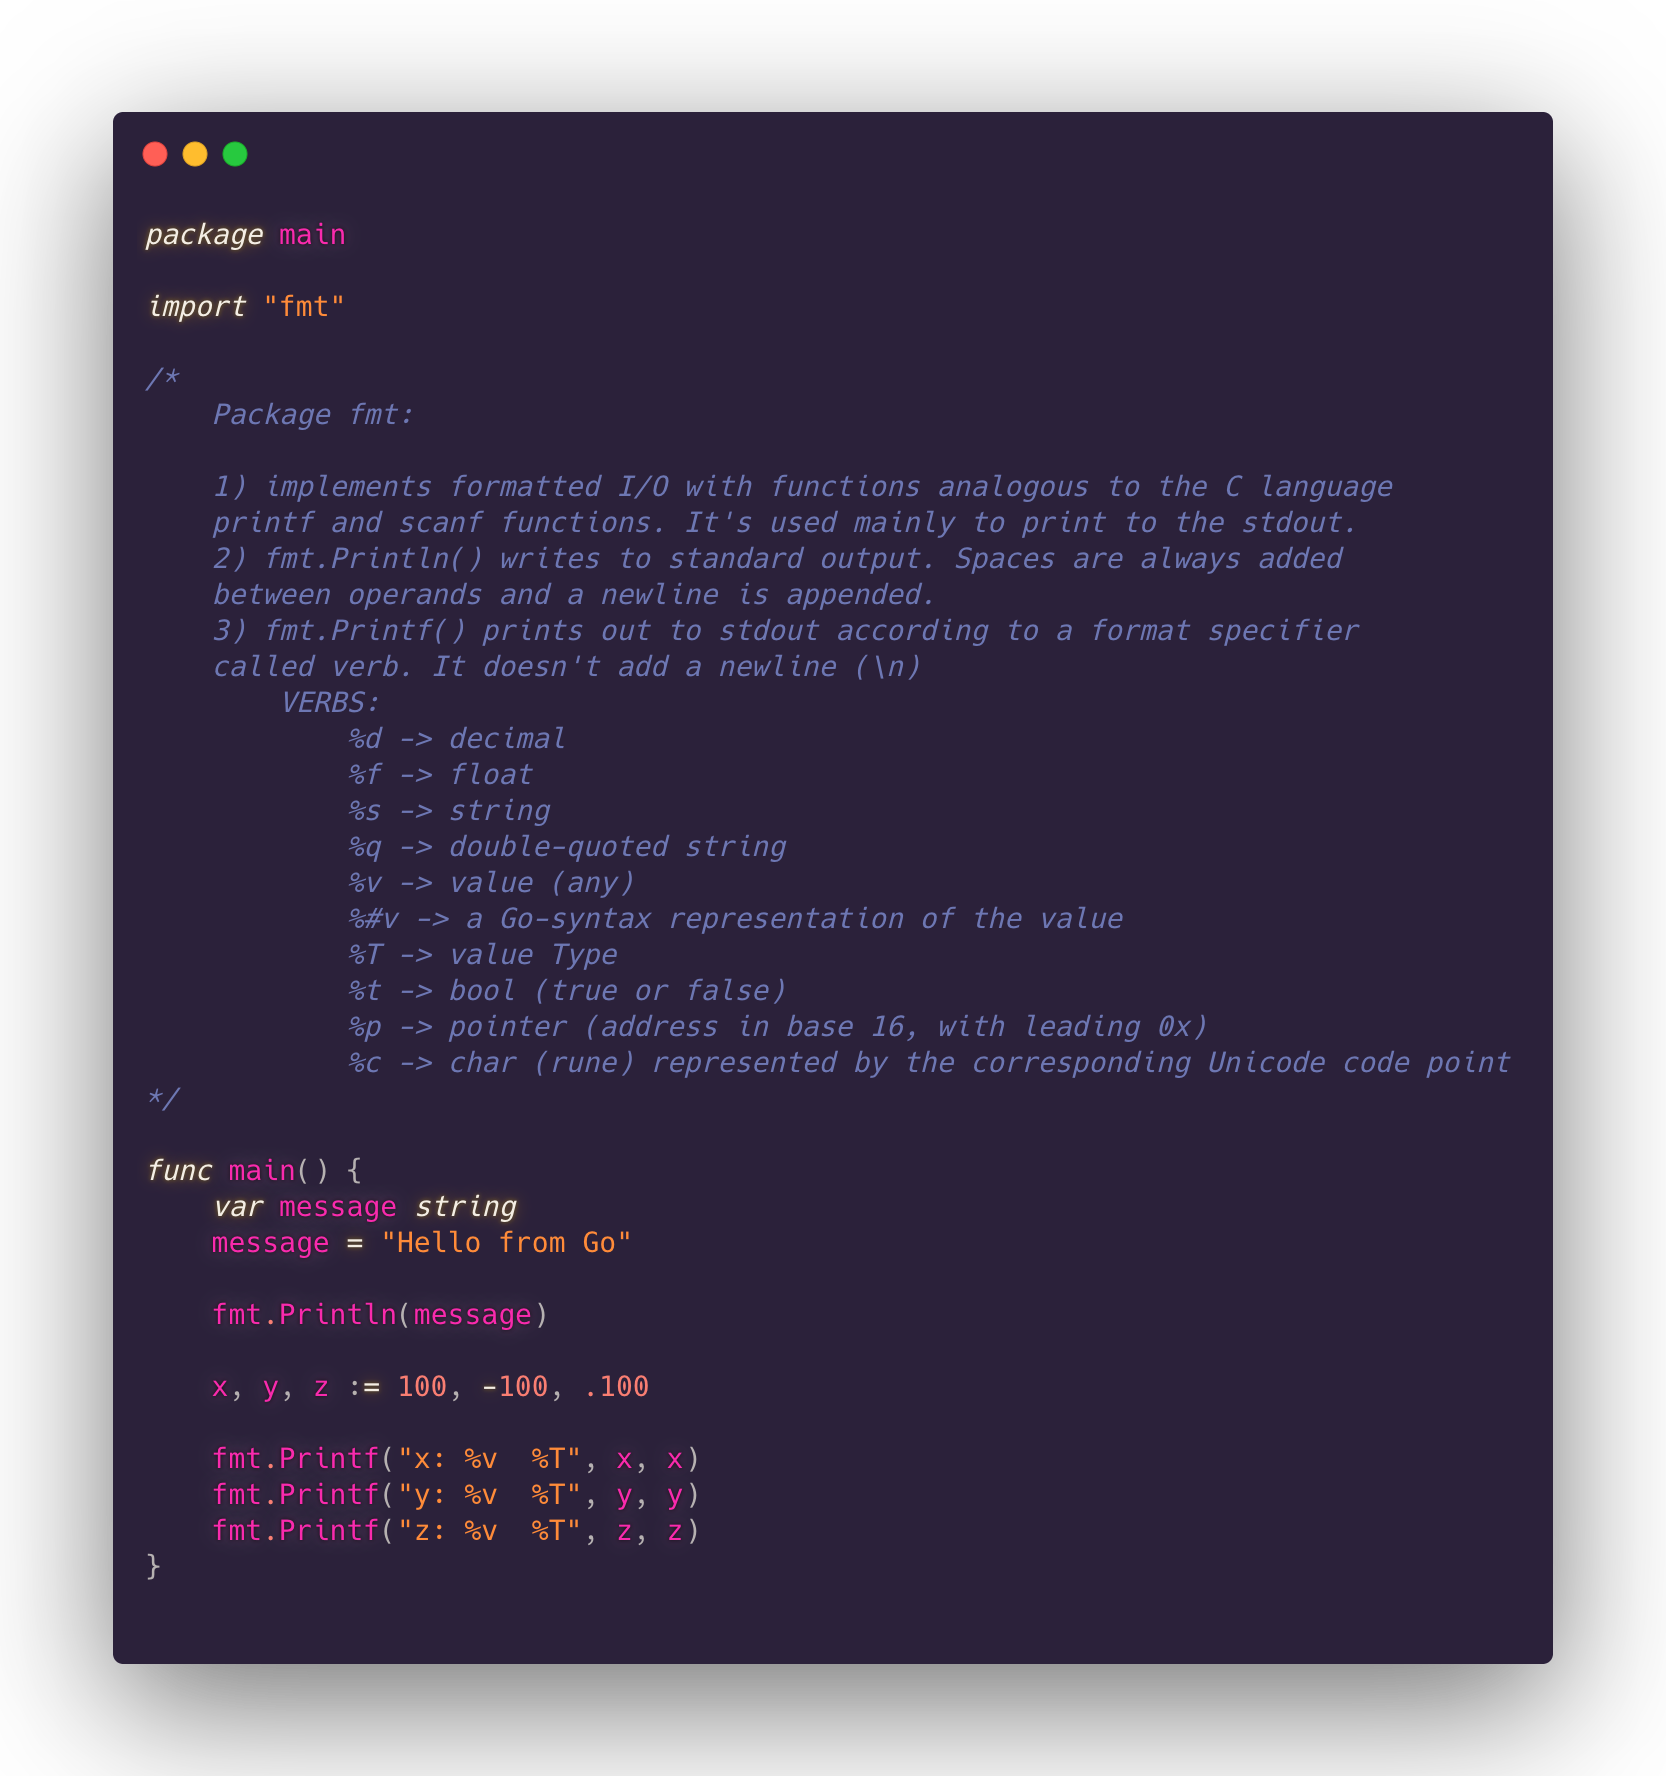 package main

import "fmt"

/*
    Package fmt:

    1) implements formatted I/O with functions analogous to the C language
    printf and scanf functions. It's used mainly to print to the stdout.
    2) fmt.Println() writes to standard output. Spaces are always added
    between operands and a newline is appended.
    3) fmt.Printf() prints out to stdout according to a format specifier
    called verb. It doesn't add a newline (\n)
        VERBS:
            %d -> decimal
            %f -> float
            %s -> string
            %q -> double-quoted string
            %v -> value (any)
            %#v -> a Go-syntax representation of the value
            %T -> value Type
            %t -> bool (true or false)
            %p -> pointer (address in base 16, with leading 0x)
            %c -> char (rune) represented by the corresponding Unicode code point
*/

func main() {
    var message string
    message = "Hello from Go"

    fmt.Println(message)

    x, y, z := 100, -100, .100

    fmt.Printf("x: %v  %T", x, x)
    fmt.Printf("y: %v  %T", y, y)
    fmt.Printf("z: %v  %T", z, z)
}